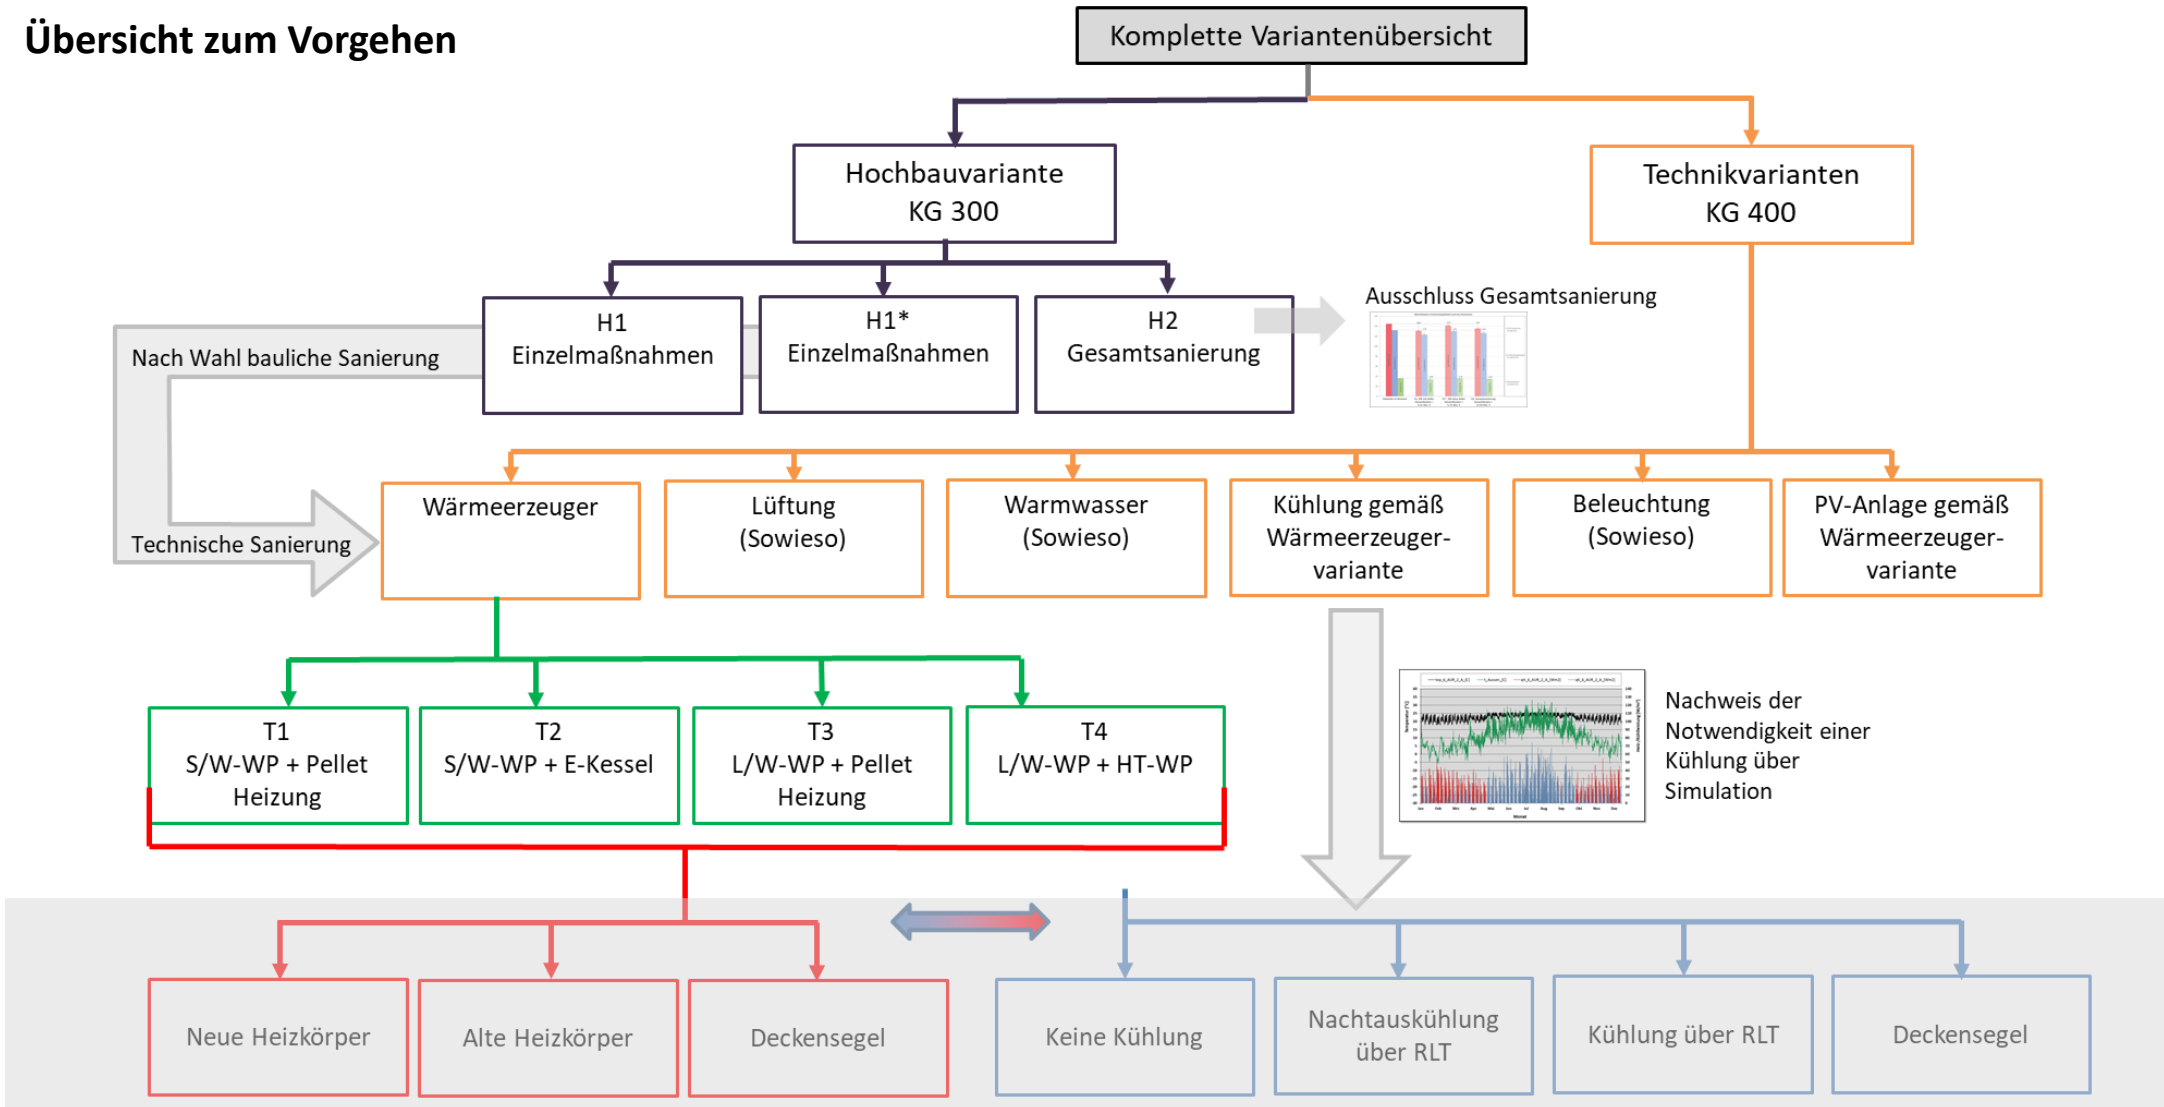 Übersicht zum Vorgehen
Komplette Variantenübersicht
Hochbauvariante
KG 300
Technikvarianten
KG 400
H1
Einzelmaßnahmen
H1*
Einzelmaßnahmen
H2
Gesamtsanierung
Ausschluss Gesamtsanierung
Nach Wahl bauliche Sanierung
Technische Sanierung
Wärmeerzeuger
Lüftung
(Sowieso)
Warmwasser
(Sowieso)
Kühlung gemäß
Wärmeerzeuger-
variante
Beleuchtung
(Sowieso)
PV-Anlage gemäß
Wärmeerzeuger-
variante
T1
S/W-WP + Pellet
Heizung
T2
S/W-WP + E-Kessel
T3
L/W-WP + Pellet
Heizung
T4
L/W-WP + HT-WP
Nachweis der
Notwendigkeit einer
Kühlung über
Simulation
Neue Heizkörper
Alte Heizkörper
Deckensegel
Keine Kühlung
Nachtauskühlung
über RLT
Kühlung über RLT
Deckensegel